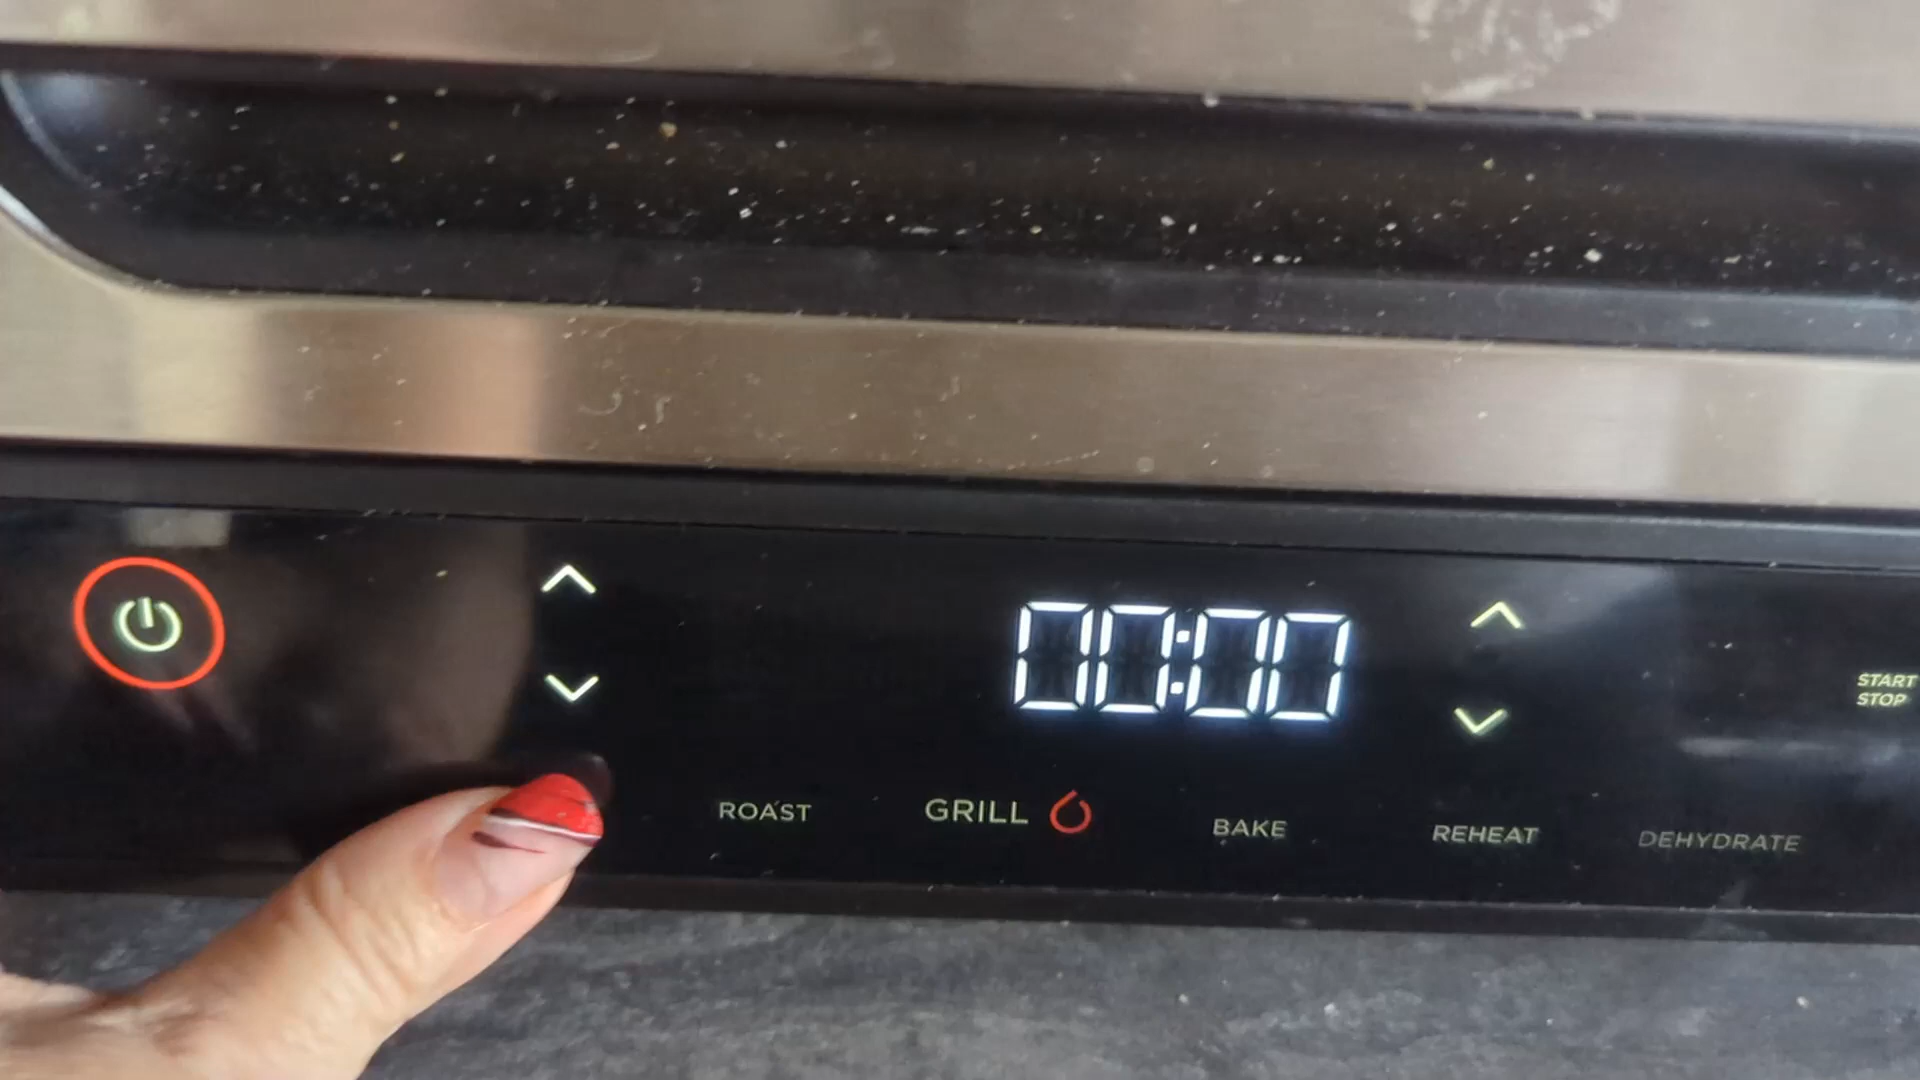 00:00
START
STOP
ROAST
GRILL
BAKE
REHEAT
DEHYDRATE